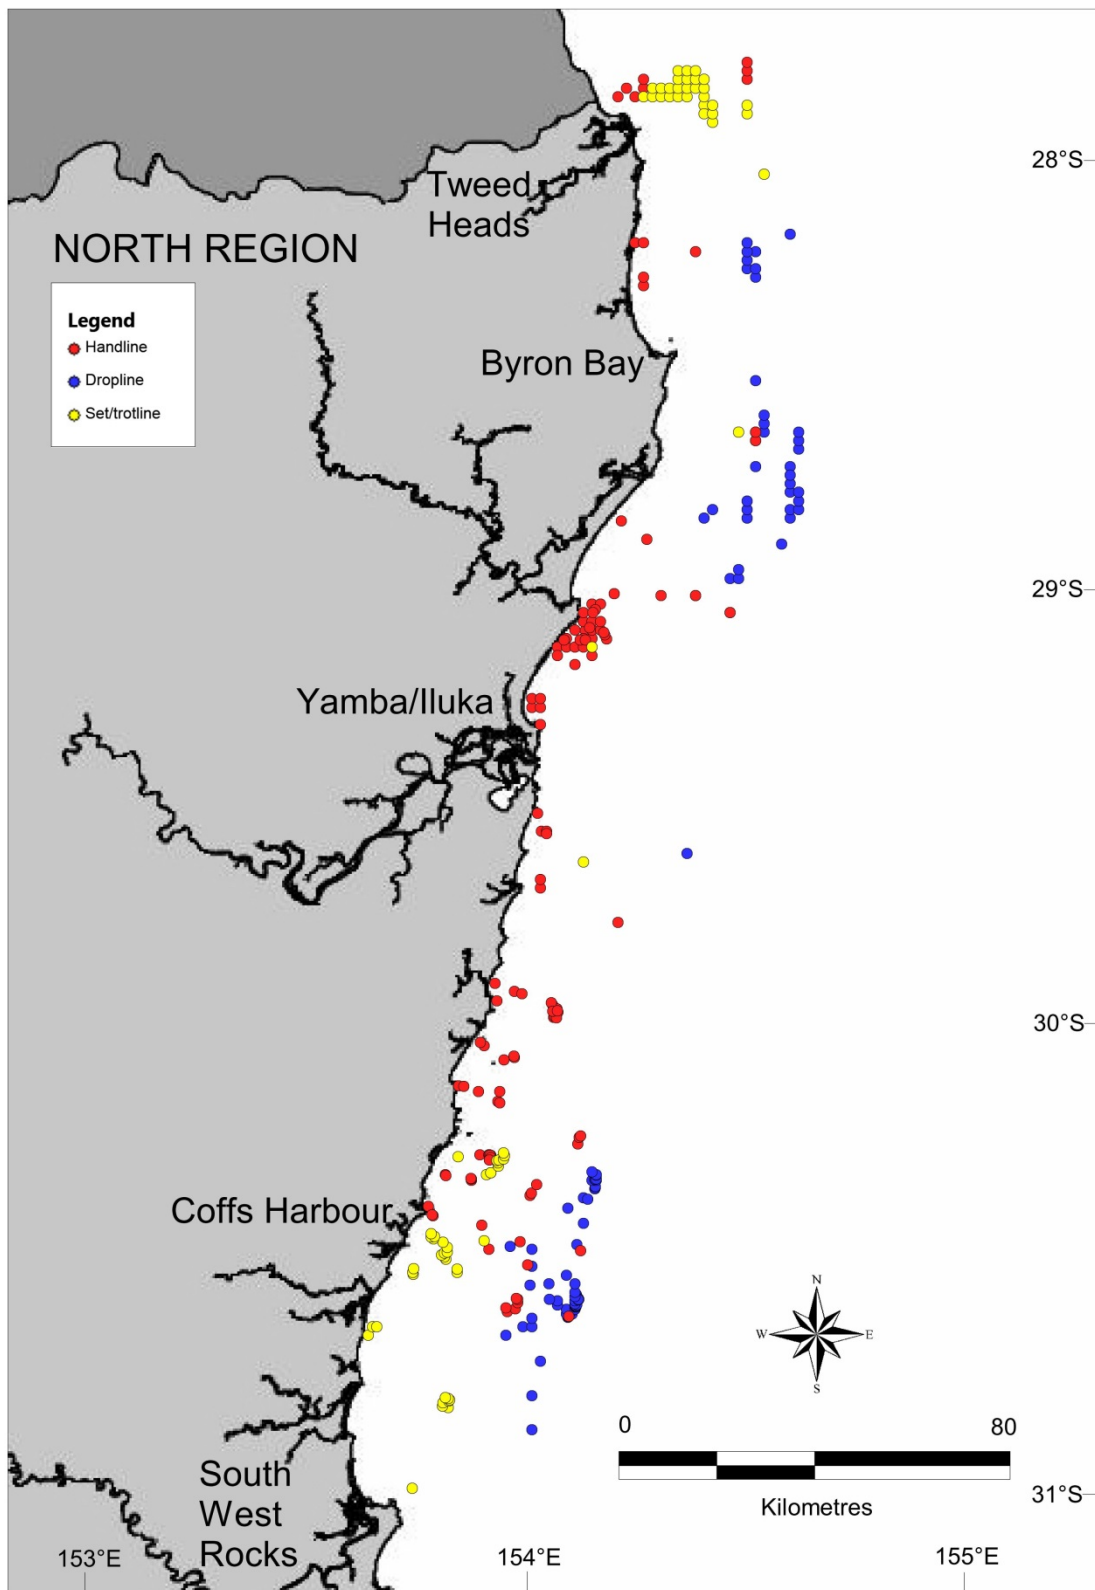 28°S
Tweed
Heads
NORTH REGION
Legend
Handline
Dropline
Set/trotline
Byron Bay
29°S
Yamba/Iluka
30°S
Coffs Harbour
N
W
E
S
0
80
Kilometres
South
West
Rocks
31°S
153°E
154°E
155°E